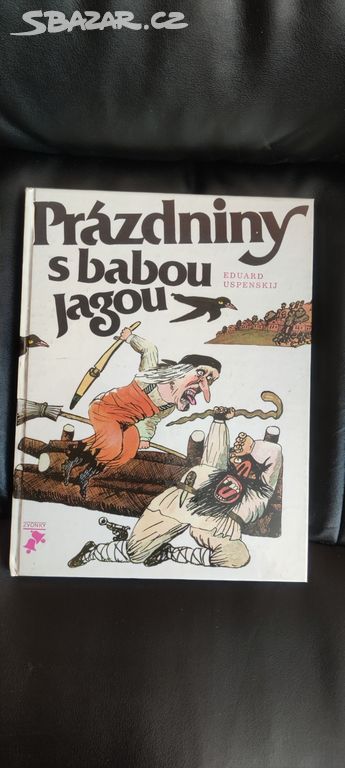 SBAZAR.CZ
Prázdniny
s babou
Jagou
EDUARD
USPENSKIJ
ZVONKY